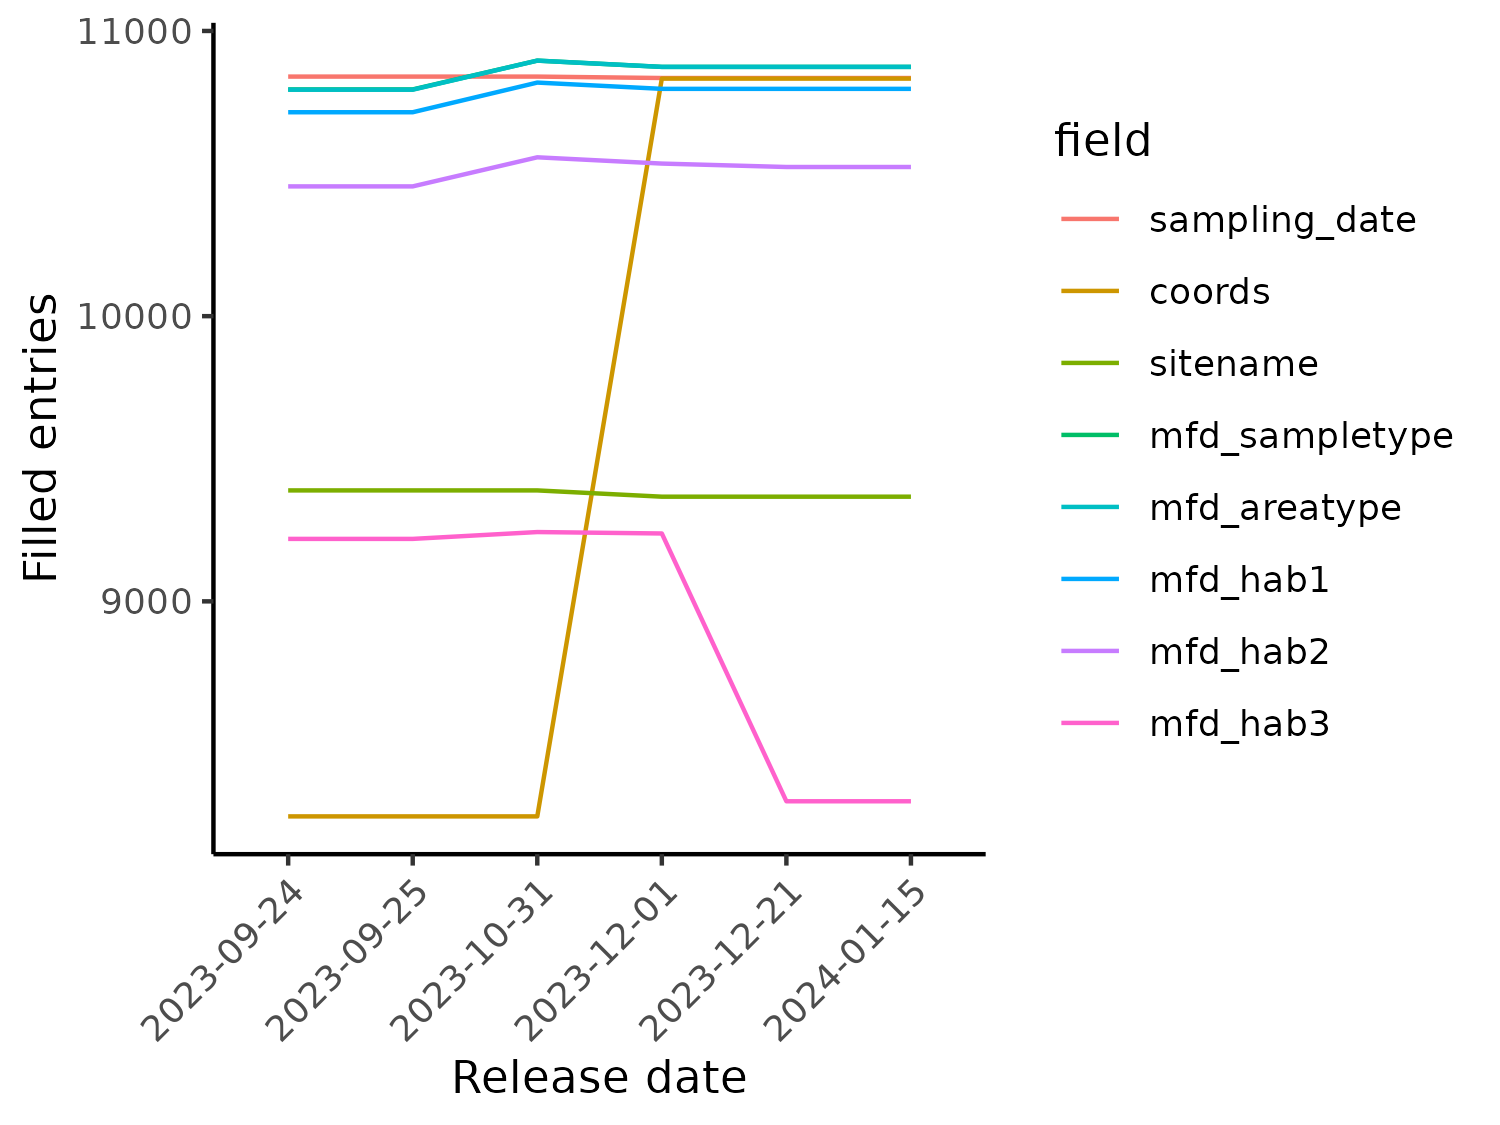 11000
10000
9000
Filled entries
2023-09-24
2023-09-25
2023-10-31
2023-12-01
2023-12-21
2024-01-15
Release date
field
sampling_date
coords
sitename
mfd_sampletype
mfd_areatype
mfd_hab1
mfd_hab2
mfd_hab3